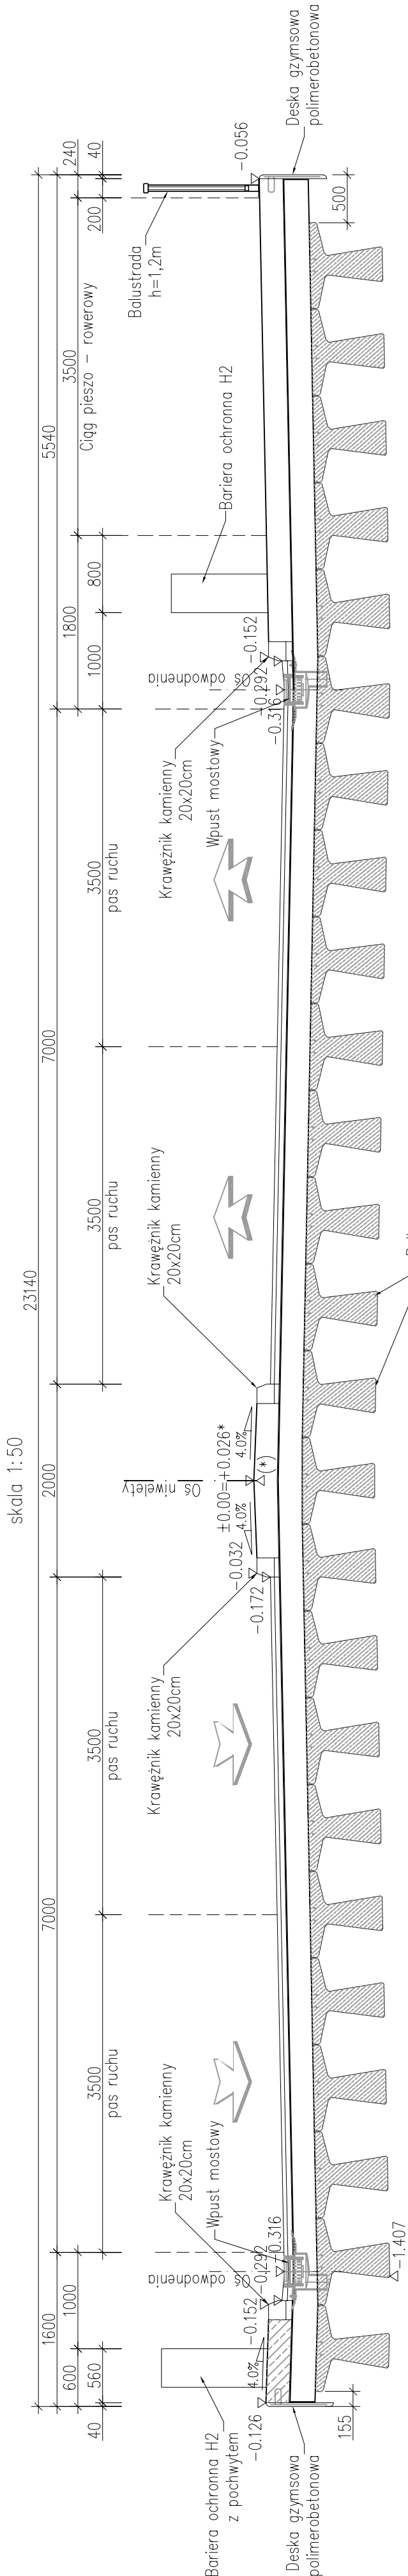 skala 1:50
23140
1600
7000
2000
7000
5540
600
1000
1800
3500
240
40
560
3500
3500
3500
3500
1000
800
200
40
pas ruchu
pas ruchu
pas ruchu
pas ruchu
Ciąg pieszo – rowerowy
Bariera ochronna H2
z pochwytem
Krawężnik kamienny
20x20cm
Wpust mostowy
Oś odwodnienia
-0.126
4.0%
-0.152
-0.292
-0.316
Deska gzymsowa
polimerobetonowa
155
-1.407
Krawężnik kamienny
20x20cm
-0.172
-0.032
4.0%
Oś niwelety
±0.00=+0.026*
(*)
4.0%
Krawężnik kamienny
20x20cm
Krawężnik kamienny
20x20cm
Wpust mostowy
-0.316
-0.292
Oś odwodnienia
-0.152
Bariera ochronna H2
Balustrada
h=1,2m
-0.056
500
Deska gzymsowa
polimerobetonowa